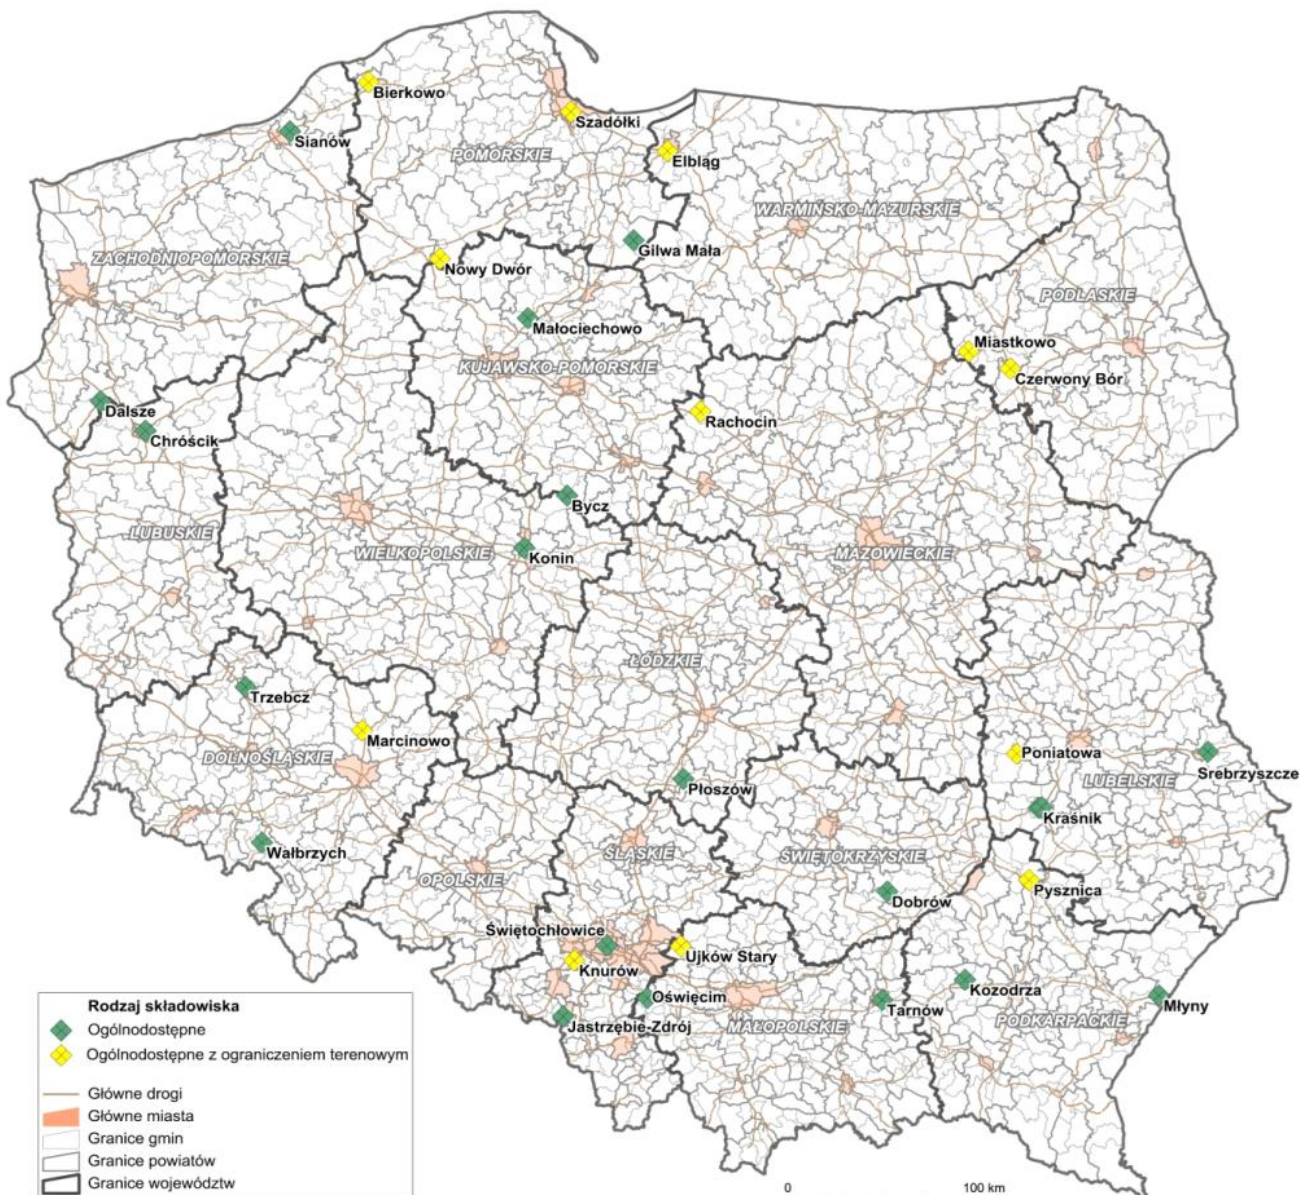 Bierkowo
Szadółki
Sianów
POMORSKIE
Elbląg
WARMIŃSKO-MAZURSKIE
Gilwa Mała
ZACHODNIOPOMORSKIE
Nowy Dwór
PODLASKIE
Małociechowo
Miastkowo
KUJAWSKO-POMORSKIE
Czerwony Bór
Dalsze
Rachocin
Chróścik
Bycz
LUBUSKIE
WIELKOPOLSKIE
Konin
MAZOWIECKIE
ŁÓDZKIE
Trzebcz
Marcinowo
Poniatowa
DOLNOŚLĄSKIE
Srebrzyszcze
LUBELSKIE
Płoszów
Kraśnik
Wałbrzych
ŚLĄSKIE
ŚWIĘTOKRZYSKIE
OPOLSKIE
Pysznica
Dobrów
Świętochłowice
Ujków Stary
Knurów
Kozodrza
Oświęcim
Młyny
Tarnów
Jastrzębie-Zdrój
MAŁOPOLSKIE
PODKARPACKIE
Rodzaj składowiska
Ogólnodostępne
Ogólnodostępne z ograniczeniem terenowym
Główne drogi
Główne miasta
Granice gmin
Granice powiatów
Granice województw
0 100 km